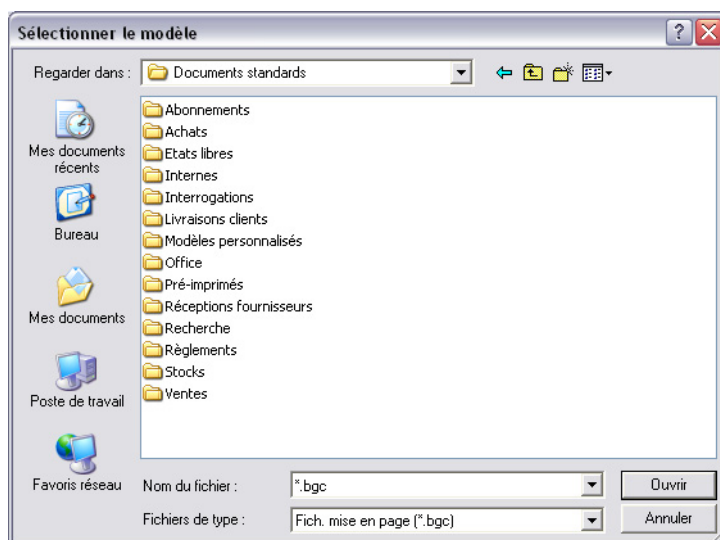 Sélectionner le modèle
Regarder dans :
Documents standards
Mes documents
récents
Bureau
Mes documents
Poste de travail
Favoris réseau
Abonnements
Achats
Etats libres
Internes
Interrogations
Livraisons clients
Modèles personnalisés
Office
Pré-imprimés
Réceptions fournisseurs
Recherche
Règlements
Stocks
Ventes
Nom du fichier :
*.bgc
Ouvrir
Fichiers de type :
Fich. mise en page (*.bgc)
Annuler